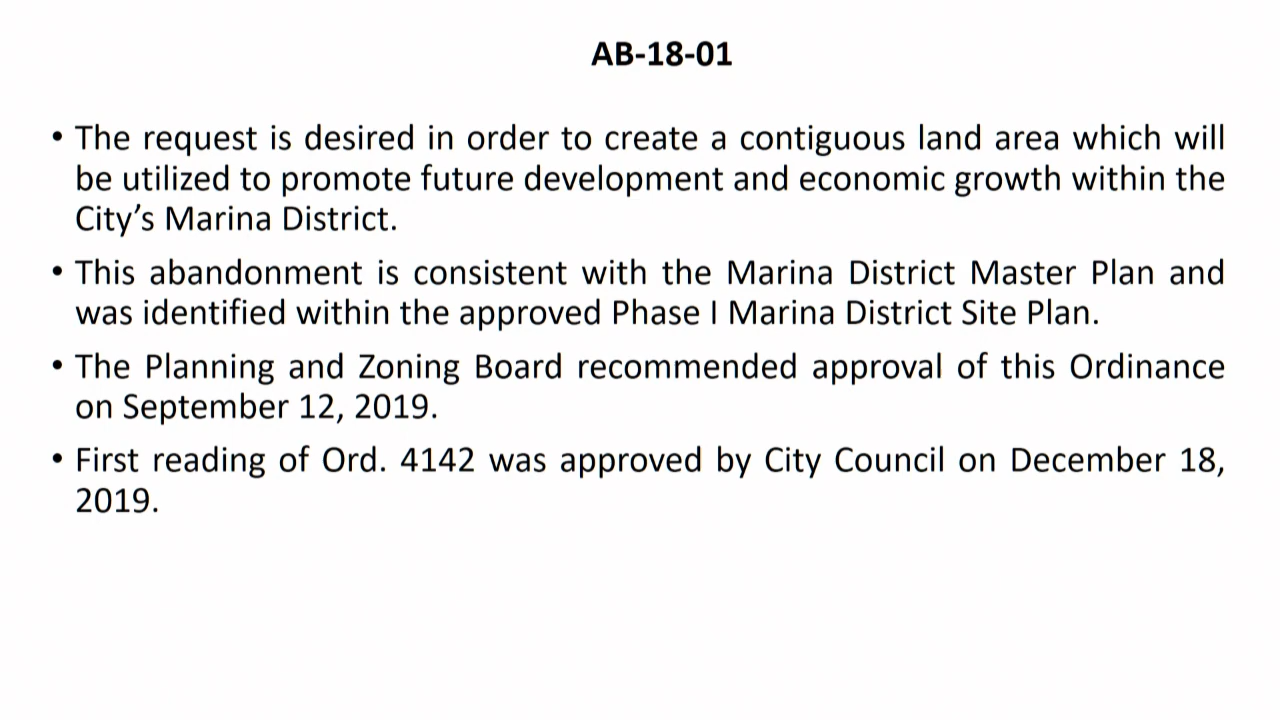 AB-18-01
• The request is desired in order to create a contiguous land area which will
be utilized to promote future development and economic growth within the
City’s Marina District.
• This abandonment is consistent with the Marina District Master Plan and
was identified within the approved Phase I Marina District Site Plan.
• The Planning and Zoning Board recommended approval of this Ordinance
on September 12, 2019.
• First reading of Ord. 4142 was approved by City Council on December 18,
2019.